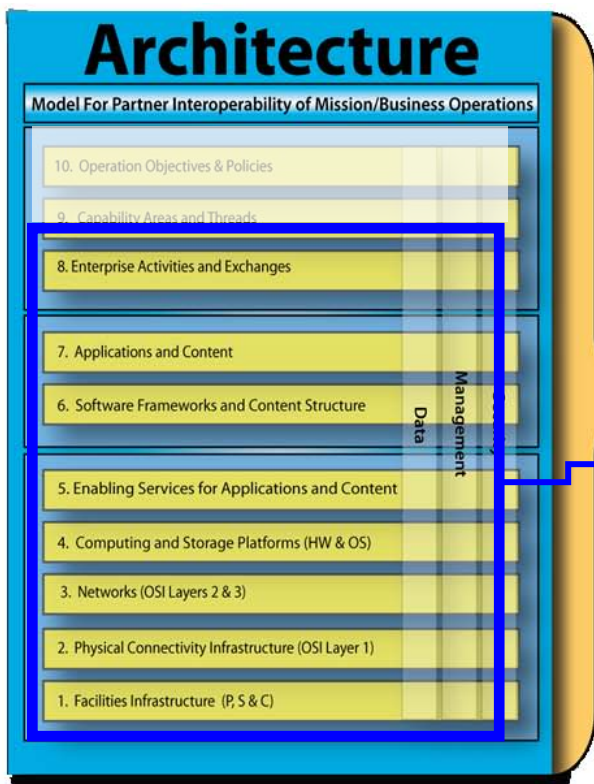 Architecture
Model For Partner Interoperability of Mission/Business Operations
10. Operation Objectives & Policies
9. Capability Areas and Threads
8. Enterprise Activities and Exchanges
7. Applications and Content
6. Software Frameworks and Content Structure
5. Enabling Services for Applications and Content
4. Computing and Storage Platforms (HW & OS)
3. Networks (OSI Layers 2 & 3)
2. Physical Connectivity Infrastructure (OSI Layer 1)
1. Facilities Infrastructure (P, S & C)
Data
Management